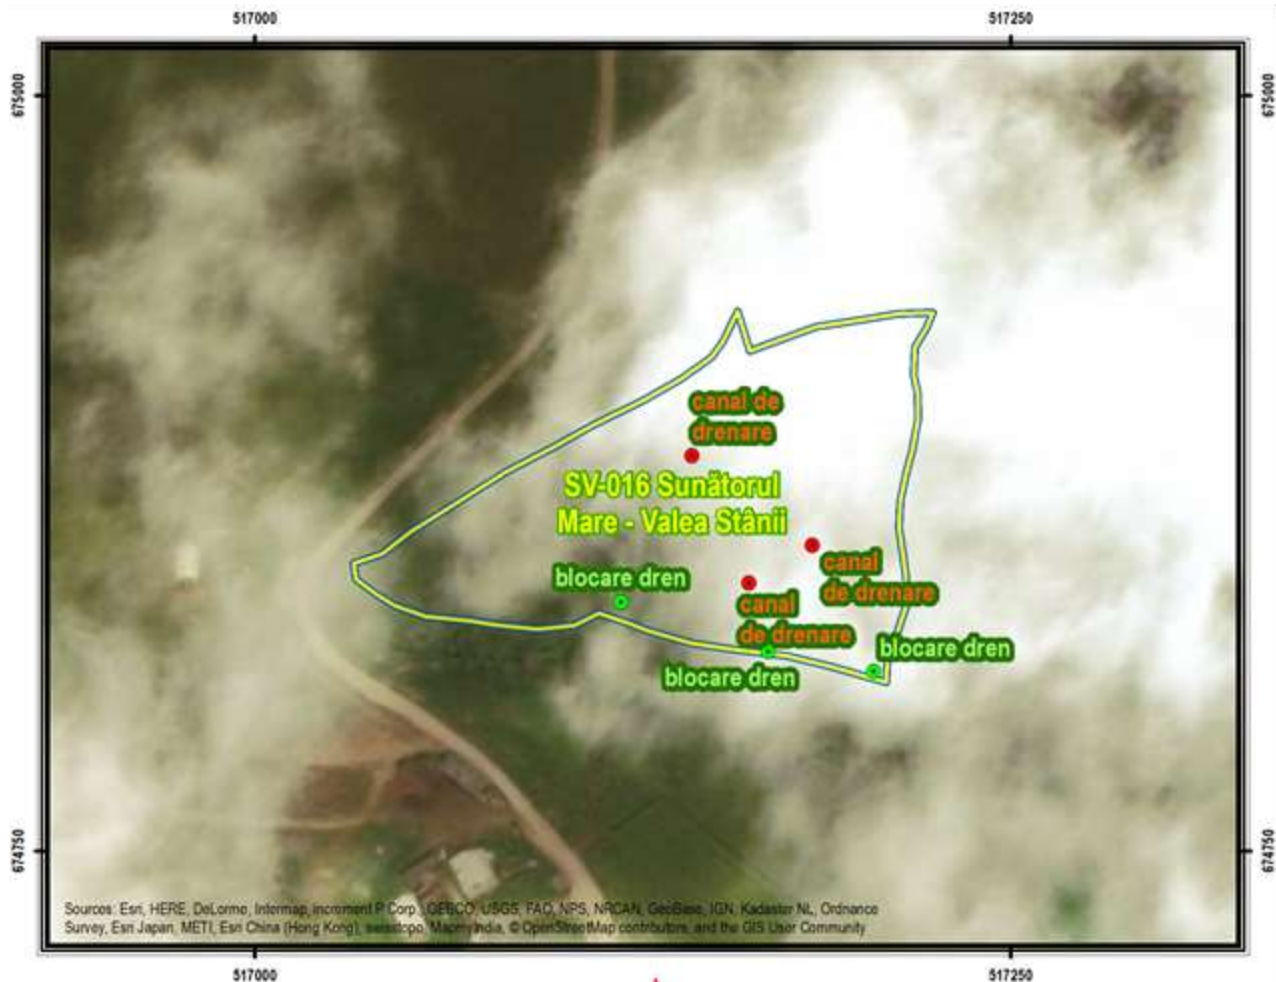 517000
517250
675000
675000
canal de
drenare
SV-016 Sunătorul
Mare - Valea Stânii
canal
de drenare
blocare dren
canal
de drenare
blocare dren
blocare dren
674750
674750
Sources: Esri, HERE, DeLorme, Intermap, increment P Corp., GEBCO, USGS, FAO, NPS, NRCAN, GeoBase, IGN, Kadaster NL, Ordnance
Survey, Esri Japan, METI, Esri China (Hong Kong), swisstopo, MapmyIndia, © OpenStreetMap contributors, and the GIS User Community
517000
517250